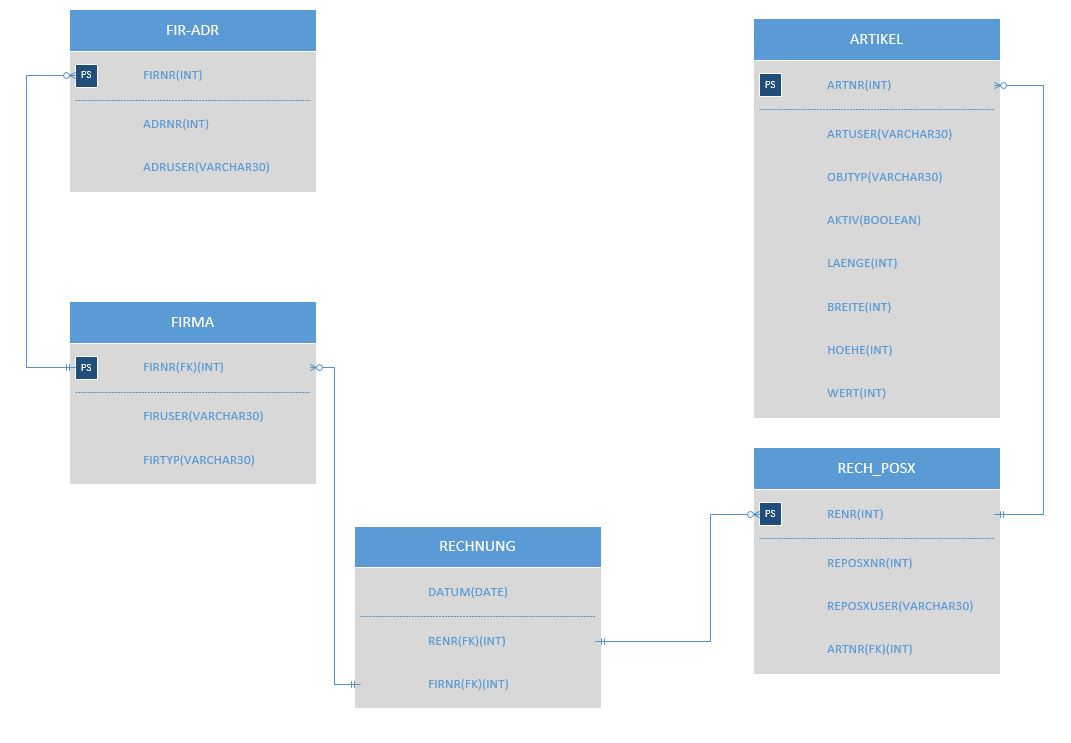 FIR-ADR
PS
FIRNR(INT)
ADRNR(INT)
ADRUSER(VARCHAR30)
FIRMA
PS
FIRNR(FK)(INT)
FIRUSER(VARCHAR30)
FIRTYP(VARCHAR30)
RECHNUNG
DATUM(DATE)
RENR(FK)(INT)
FIRNR(FK)(INT)
ARTIKEL
PS
ARTNR(INT)
ARTUSER(VARCHAR30)
OBJTYP(VARCHAR30)
AKTIV(BOOLEAN)
LAENGE(INT)
BREITE(INT)
HOEHE(INT)
WERT(INT)
RECH_POSX
PS
RENR(INT)
REPOSXNR(INT)
REPOSXUSER(VARCHAR30)
ARTNR(FK)(INT)